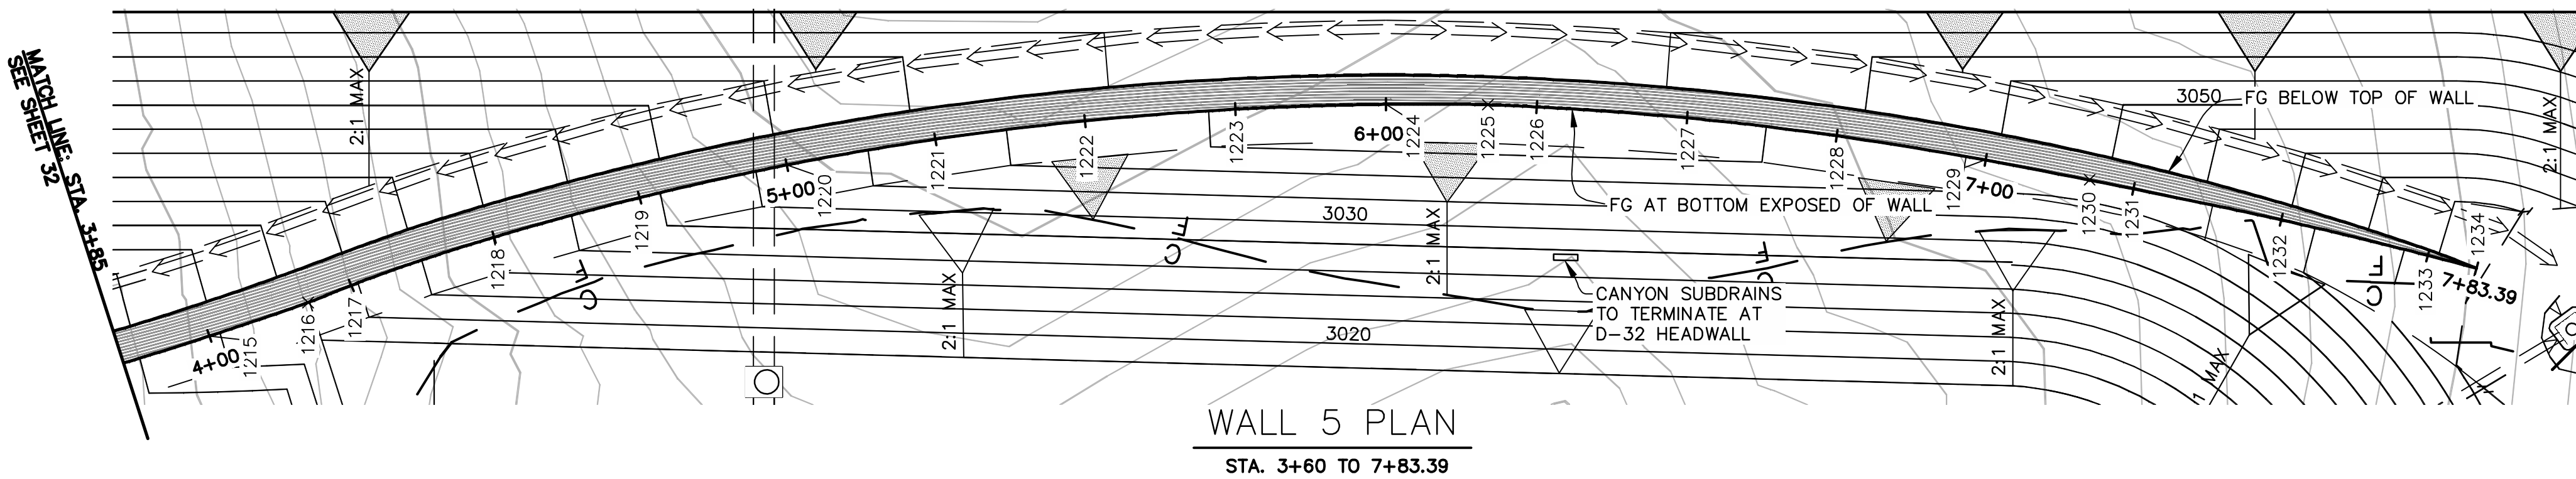 MATCH LINE: STA. 3+85
SEE SHEET 32
2:1 MAX
2:1 MAX
3050
FG BELOW TOP OF WALL
4+00
1215
1216
1217
1218
1219
5+00
1220
1221
1222
1223
6+00
1224
1225
1226
1227
1228
1229
7+00
1230
1231
1232
1233
1234
7+83.39
FG AT BOTTOM EXPOSED OF WALL
3030
F
C
F
C
F
C
F
C
2:1 MAX
2:1 MAX
2:1 MAX
1 MAX
CANYON SUBDRAINS
TO TERMINATE AT
D-32 HEADWALL
3020
WALL 5 PLAN
STA. 3+60 TO 7+83.39